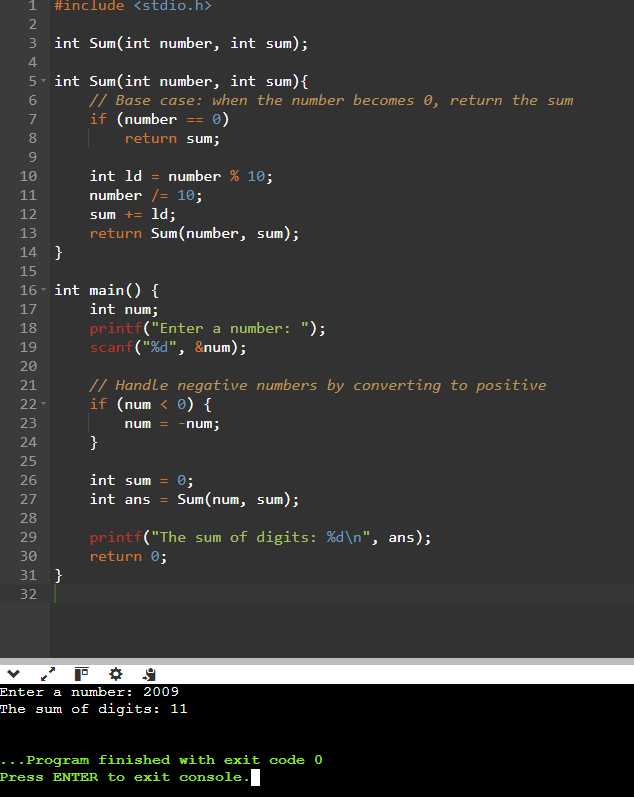 1 #include <stdio.h>
2
3 int Sum(int number, int sum);
4
5 int Sum(int number, int sum){
6     // Base case: when the number becomes 0, return the sum
7     if (number == 0)
8         return sum;
9
10     int ld = number % 10;
11     number /= 10;
12     sum += ld;
13     return Sum(number, sum);
14 }
15
16 int main() {
17     int num;
18     printf("Enter a number: ");
19     scanf("%d", &num);
20
21     // Handle negative numbers by converting to positive
22     if (num < 0) {
23         num = -num;
24     }
25
26     int sum = 0;
27     int ans = Sum(num, sum);
28
29     printf("The sum of digits: %d\n", ans);
30     return 0;
31 }
32
Enter a number: 2009
The sum of digits: 11
...Program finished with exit code 0
Press ENTER to exit console.